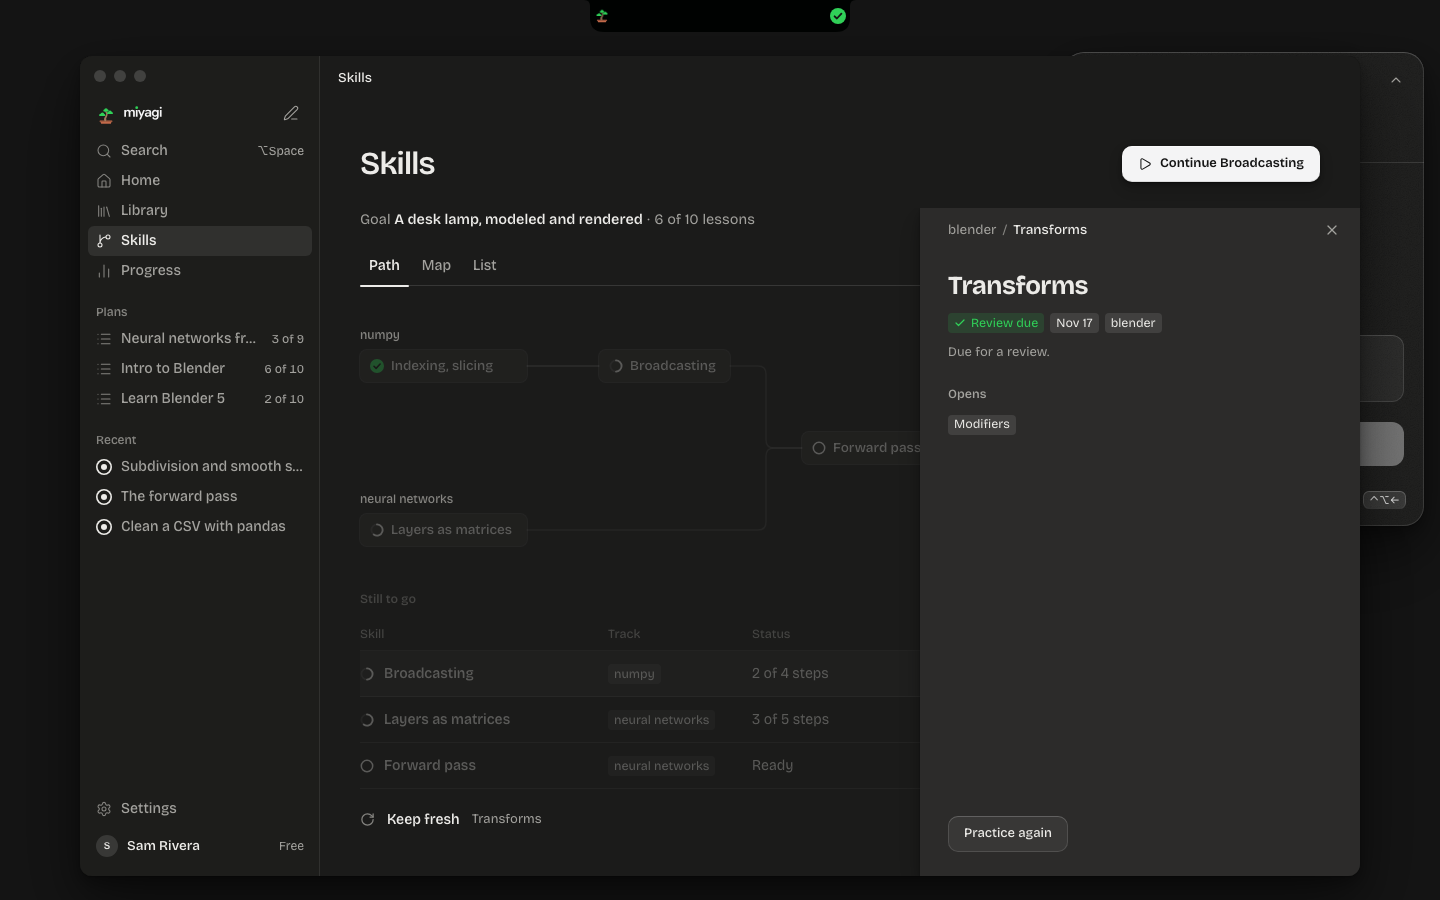 miyagi
Search ⌥Space
Home
Library
Skills
Progress
Plans
Neural networks fr... 3 of 9
Intro to Blender 6 of 10
Learn Blender 5 2 of 10
Recent
Subdivision and smooth s...
The forward pass
Clean a CSV with pandas
Settings
S Sam Rivera Free
Skills
Skills
Continue Broadcasting
Goal A desk lamp, modeled and rendered · 6 of 10 lessons
Path Map List
numpy
Indexing, slicing Broadcasting
Forward pass
neural networks
Layers as matrices
Still to go
Skill Track Status
Broadcasting numpy 2 of 4 steps
Layers as matrices neural networks 3 of 5 steps
Forward pass neural networks Ready
Keep fresh Transforms
blender / Transforms
Transforms
Review due Nov 17 blender
Due for a review.
Opens
Modifiers
Practice again
⌃⌥←